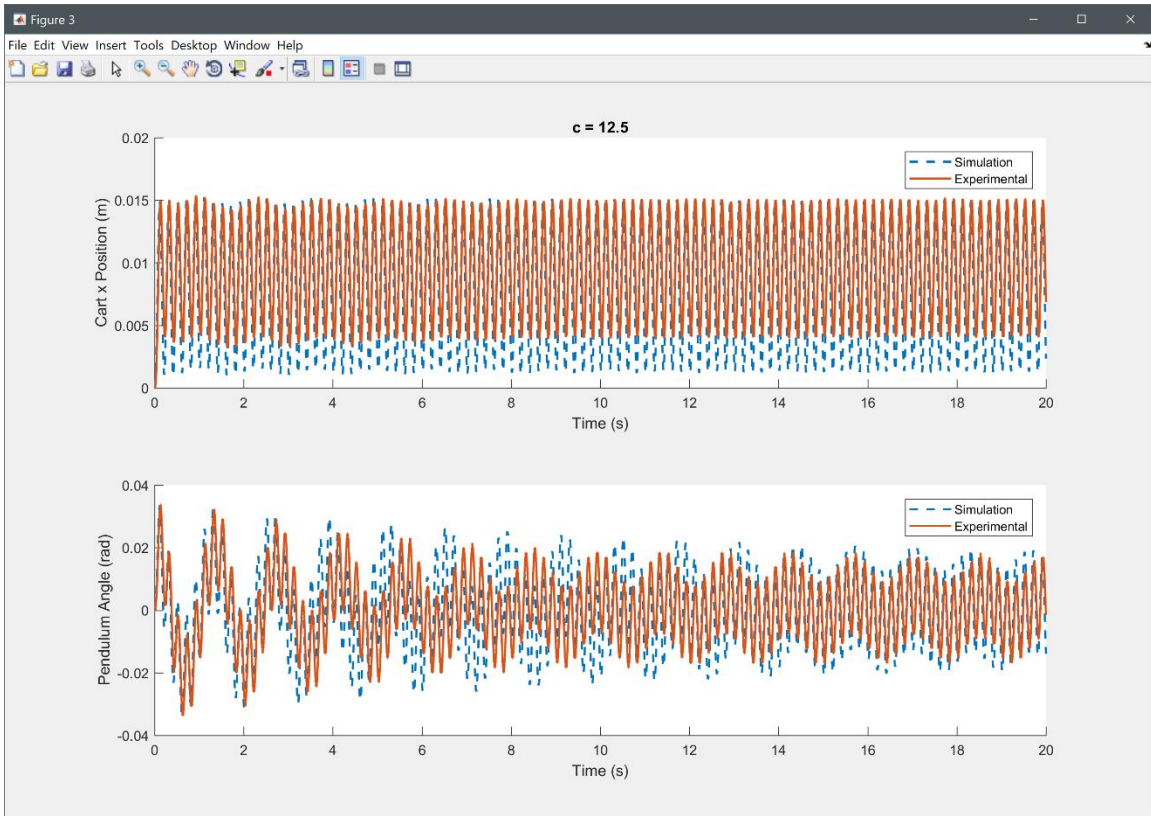 Figure 3
File Edit View Insert Tools Desktop Window Help
c = 12.5
0.02
0.015
0.01
0.005
0
Cart x Position (m)
Simulation
Experimental
0 2 4 6 8 10 12 14 16 18 20
Time (s)
0.04
0.02
0
-0.02
-0.04
Pendulum Angle (rad)
Simulation
Experimental
0 2 4 6 8 10 12 14 16 18 20
Time (s)